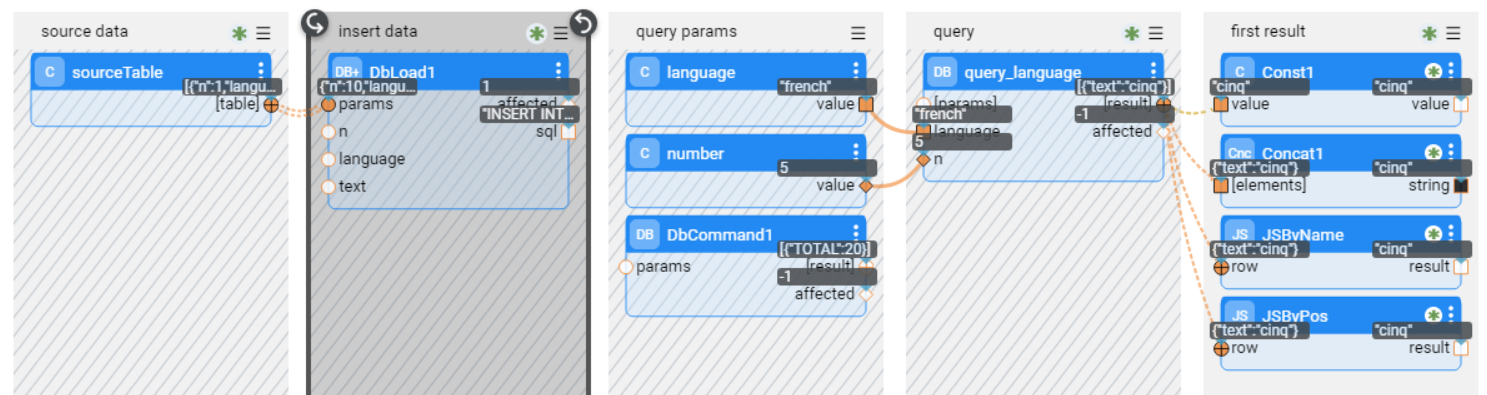 source data
C sourceTable
[{"n":1,"langu...
[table]
insert data
DB+ DbLoad1
{"n":10,"langu...
1
params
affected
"INSERT INT...
n
sql
language
text
query params
C language
"french"
value
C number
5
value
DB DbCommand1
[{"TOTAL":20}]
params
[result]
-1
affected
query
DB query_language
[{"text":"cinq"}]
[params]
[result]
"french"
-1
language
affected
5
n
first result
C Const1
"cinq"
"cinq"
value
value
Cnc Concat1
{"text":"cinq"}
"cinq"
[elements]
string
JS JSByName
{"text":"cinq"}
"cinq"
row
result
JS JSByPos
{"text":"cinq"}
"cinq"
row
result